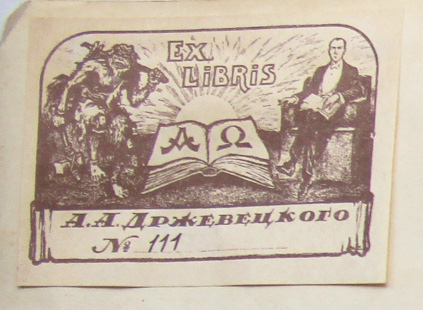 EX
LIBRIS
А Ω
А. А. ДРЖЕВЕЦКОГО
№ 111